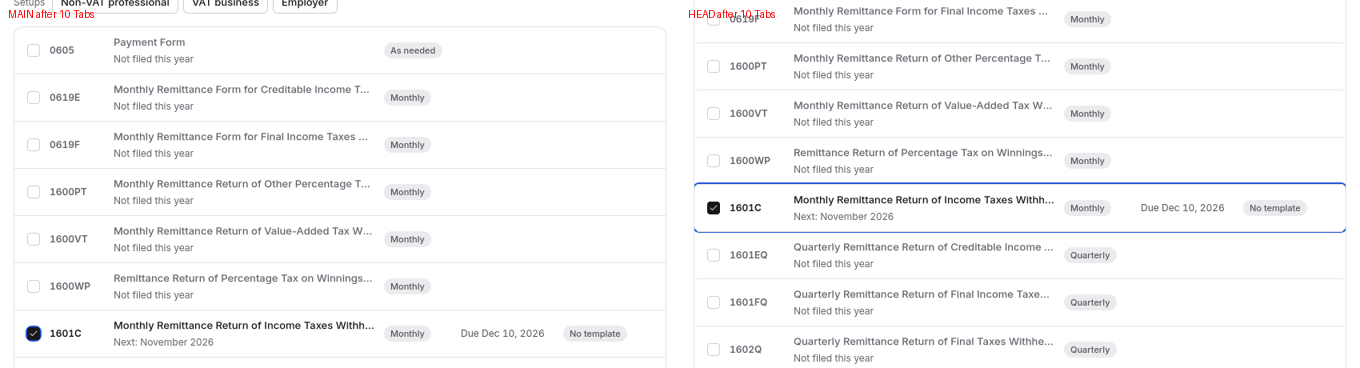 Setups Non-VAT professional VAT business Employer
MAIN after 10 Tabs
0605 Payment Form As needed
Not filed this year
0619E Monthly Remittance Form for Creditable Income T... Monthly
Not filed this year
0619F Monthly Remittance Form for Final Income Taxes ... Monthly
Not filed this year
1600PT Monthly Remittance Return of Other Percentage T... Monthly
Not filed this year
1600VT Monthly Remittance Return of Value-Added Tax W... Monthly
Not filed this year
1600WP Remittance Return of Percentage Tax on Winnings... Monthly
Not filed this year
1601C Monthly Remittance Return of Income Taxes Withh... Monthly Due Dec 10, 2026 No template
Next: November 2026
HEAD after 10 Tabs
0619F Monthly Remittance Form for Final Income Taxes ... Monthly
Not filed this year
1600PT Monthly Remittance Return of Other Percentage T... Monthly
Not filed this year
1600VT Monthly Remittance Return of Value-Added Tax W... Monthly
Not filed this year
1600WP Remittance Return of Percentage Tax on Winnings... Monthly
Not filed this year
1601C Monthly Remittance Return of Income Taxes Withh... Monthly Due Dec 10, 2026 No template
Next: November 2026
1601EQ Quarterly Remittance Return of Creditable Income ... Quarterly
Not filed this year
1601FQ Quarterly Remittance Return of Final Income Taxe... Quarterly
Not filed this year
1602Q Quarterly Remittance Return of Final Taxes Withhe... Quarterly
Not filed this year